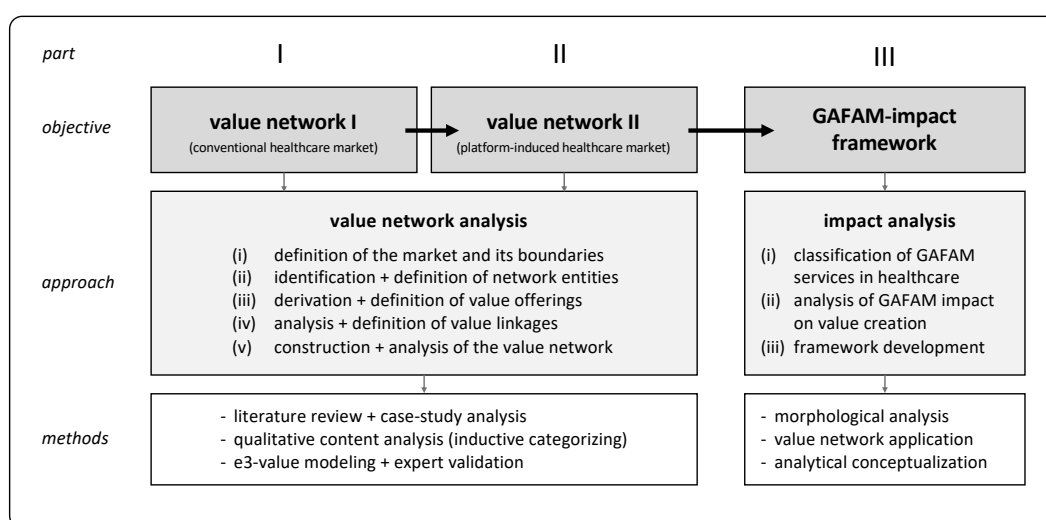 part
I
II
III
objective
value network I
(conventional healthcare market)
value network II
(platform-induced healthcare market)
GAFAM-impact
framework
approach
value network analysis
(i) definition of the market and its boundaries
(ii) identification + definition of network entities
(iii) derivation + definition of value offerings
(iv) analysis + definition of value linkages
(v) construction + analysis of the value network
impact analysis
(i) classification of GAFAM
services in healthcare
(ii) analysis of GAFAM impact
on value creation
(iii) framework development
methods
- literature review + case-study analysis
- qualitative content analysis (inductive categorizing)
- e3-value modeling + expert validation
- morphological analysis
- value network application
- analytical conceptualization